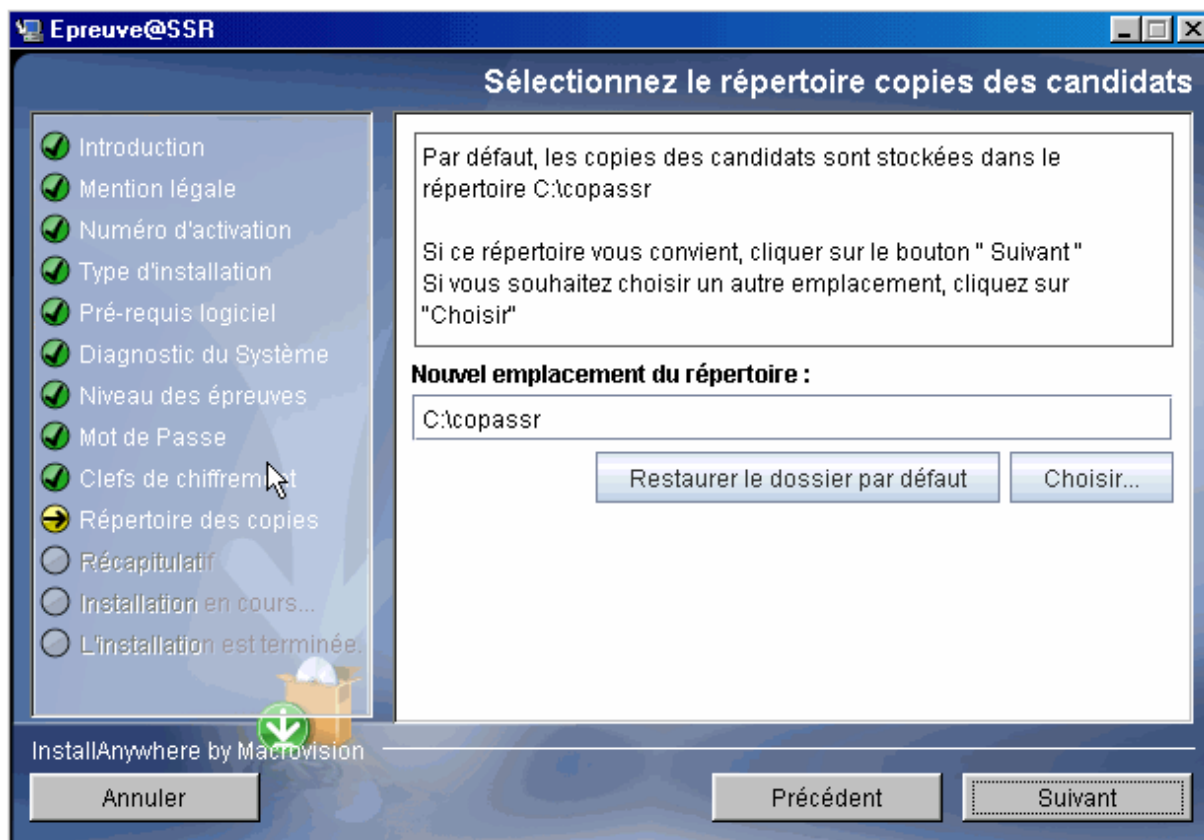 Epreuve@SSR
Sélectionnez le répertoire copies des candidats
Introduction
Mention légale
Numéro d'activation
Type d'installation
Pré-requis logiciel
Diagnostic du Système
Niveau des épreuves
Mot de Passe
Clefs de chiffrement
Répertoire des copies
Récapitulatif
Installation en cours...
L'installation est terminée.
Par défaut, les copies des candidats sont stockées dans le
répertoire C:\copassr
Si ce répertoire vous convient, cliquer sur le bouton " Suivant "
Si vous souhaitez choisir un autre emplacement, cliquez sur
"Choisir"
Nouvel emplacement du répertoire :
C:\copassr
Restaurer le dossier par défaut
Choisir...
InstallAnywhere by Macrovision
Annuler
Précédent
Suivant